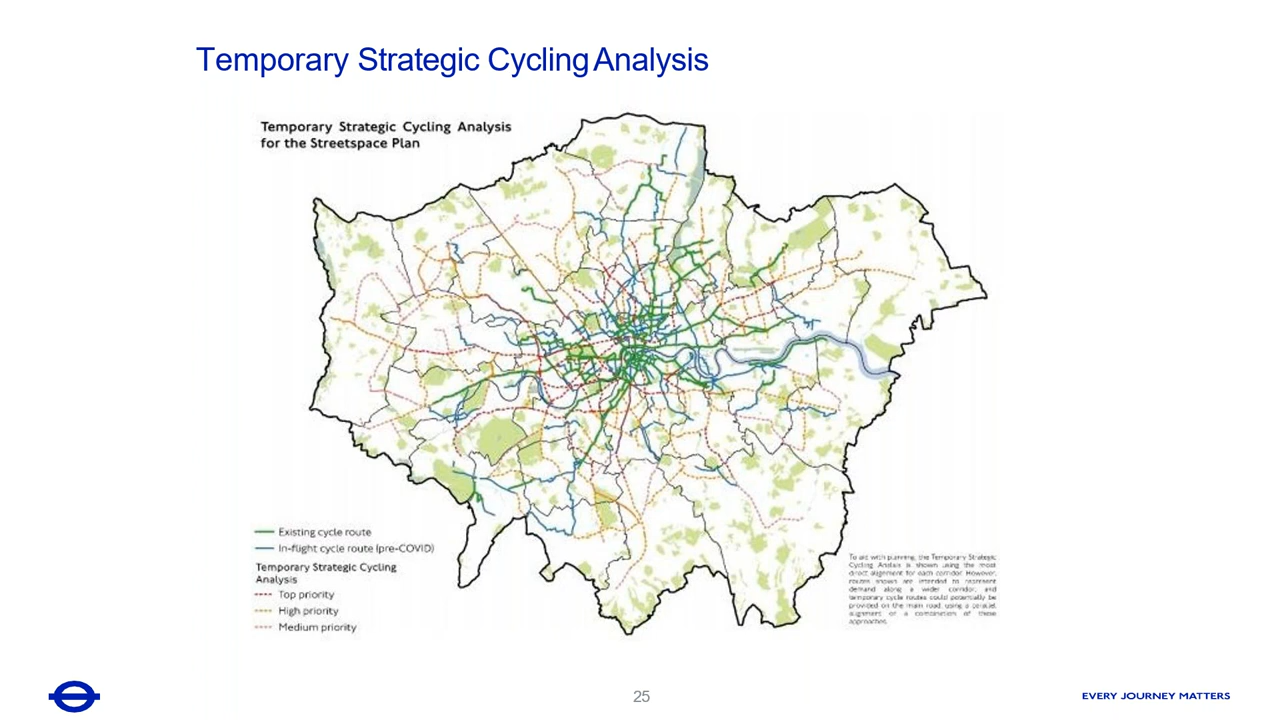 Temporary Strategic Cycling Analysis
Temporary Strategic Cycling Analysis
for the Streetspace Plan
Existing cycle route
In-flight cycle route (pre-COVID)
Temporary Strategic Cycling
Analysis
Top priority
High priority
Medium priority
To aid with planning, the Temporary Strategic
Cycling Analysis is shown using the most
direct alignment for each corridor. However,
routes shown are intended to represent
demand along a wider corridor, and
temporary cycle routes could potentially be
provided on the main road, using a parallel
alignment or a combination of these
approaches.
25
EVERY JOURNEY MATTERS